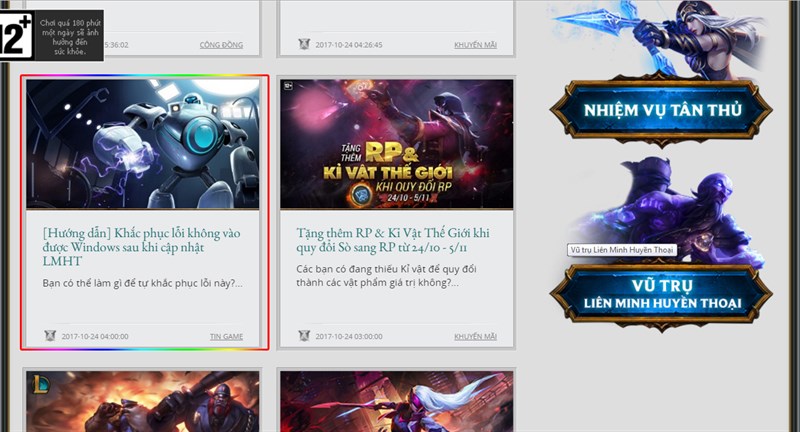 12+
Chơi quá 180 phút
một ngày sẽ ảnh
hưởng đến
sức khỏe.
5:36:02
CỘNG ĐỒNG
2017-10-24 04:26:45
KHUYẾN MÃI
NHIỆM VỤ TÂN THỦ
TẶNG
THÊM RP &
KÌ VẬT THẾ GIỚI
KHI QUY ĐỔI RP
24/10 - 5/11
[Hướng dẫn] Khắc phục lỗi không vào
được Windows sau khi cập nhật
LMHT
Bạn có thể làm gì để tự khắc phục lỗi này?...
2017-10-24 04:00:00
TIN GAME
Tặng thêm RP & Kì Vật Thế Giới khi
quy đổi Sò sang RP từ 24/10 - 5/11
Các bạn có đang thiếu Kỉ vật để quy đổi
thành các vật phẩm giá trị không?...
2017-10-24 03:00:00
KHUYẾN MÃI
Vũ trụ Liên Minh Huyền Thoại
VŨ TRỤ
LIÊN MINH HUYỀN THOẠI
L